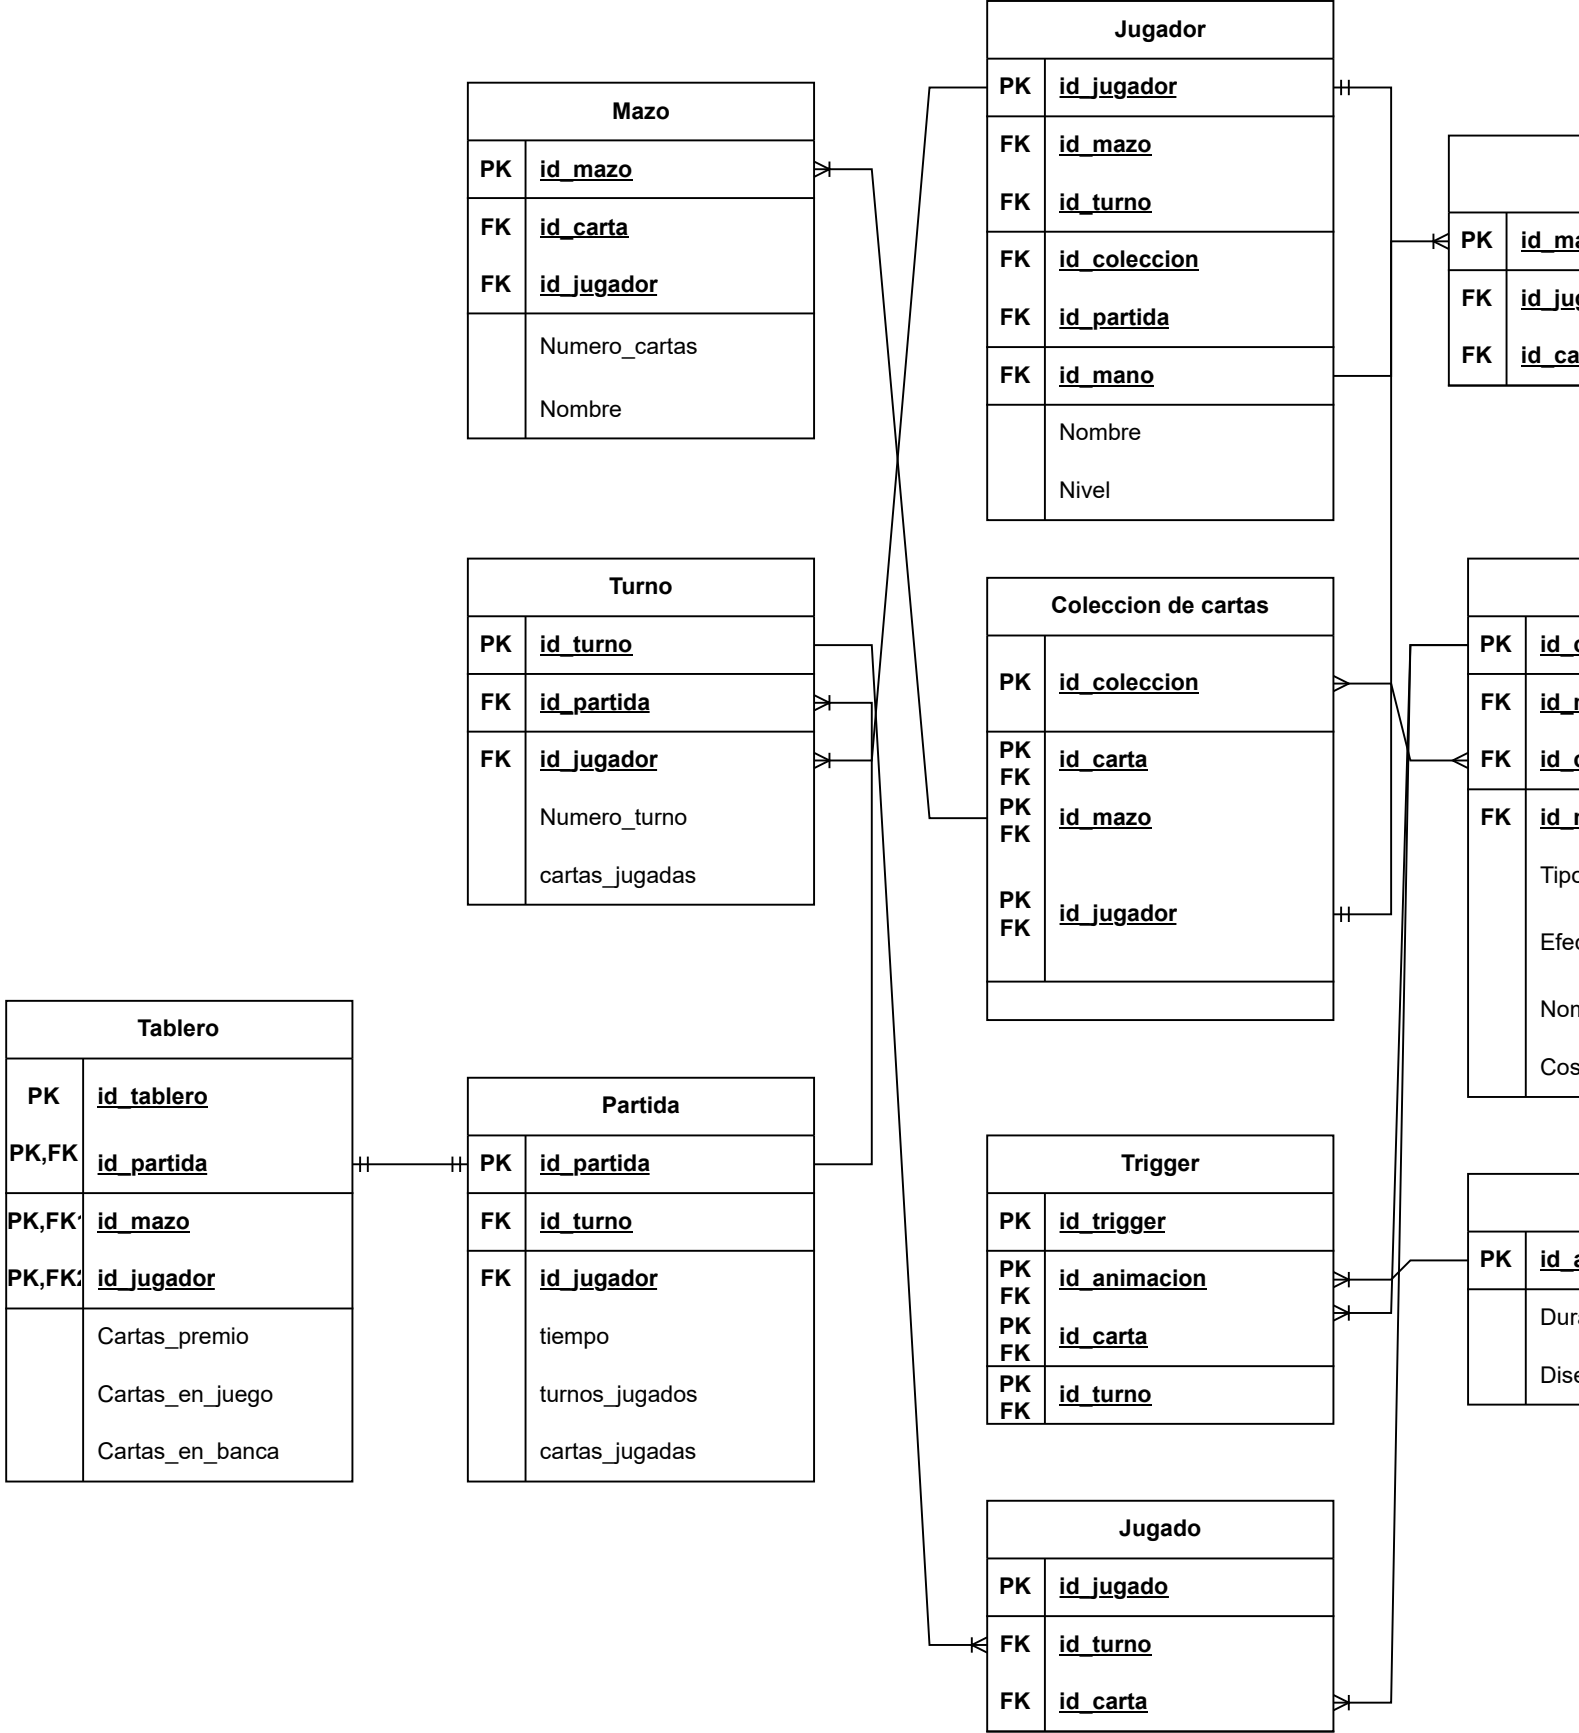 Jugador
PK id_jugador
FK id_mazo
FK id_turno
FK id_coleccion
FK id_partida
FK id_mano
Nombre
Nivel
Mazo
PK id_mazo
FK id_carta
FK id_jugador
Numero_cartas
Nombre
PK
FK
FK
Turno
PK id_turno
FK id_partida
FK id_jugador
Numero_turno
cartas_jugadas
Coleccion de cartas
PK id_coleccion
PK
FK
id_carta
PK
FK
id_mazo
PK
FK
id_jugador
PK
FK
FK
FK
Tablero
PK id_tablero
PK,FK id_partida
PK,FK id_mazo
PK,FK id_jugador
Cartas_premio
Cartas_en_juego
Cartas_en_banca
Partida
PK id_partida
FK id_turno
FK id_jugador
tiempo
turnos_jugados
cartas_jugadas
Trigger
PK id_trigger
PK
FK
id_animacion
PK
FK
id_carta
PK
FK
id_turno
PK
Jugado
PK id_jugado
FK id_turno
FK id_carta